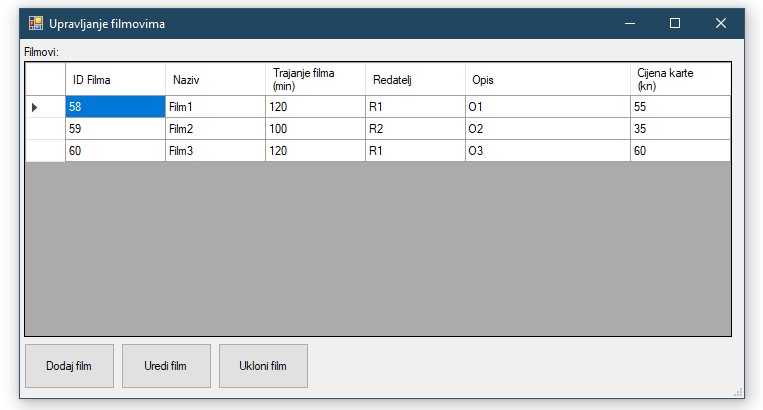 Upravljanje filmovima
Filmovi:
ID Filma Naziv Trajanje filma (min) Redatelj Opis Cijena karte (kn)
58 Film1 120 R1 O1 55
59 Film2 100 R2 O2 35
60 Film3 120 R1 O3 60
Dodaj film Uredi film Ukloni film